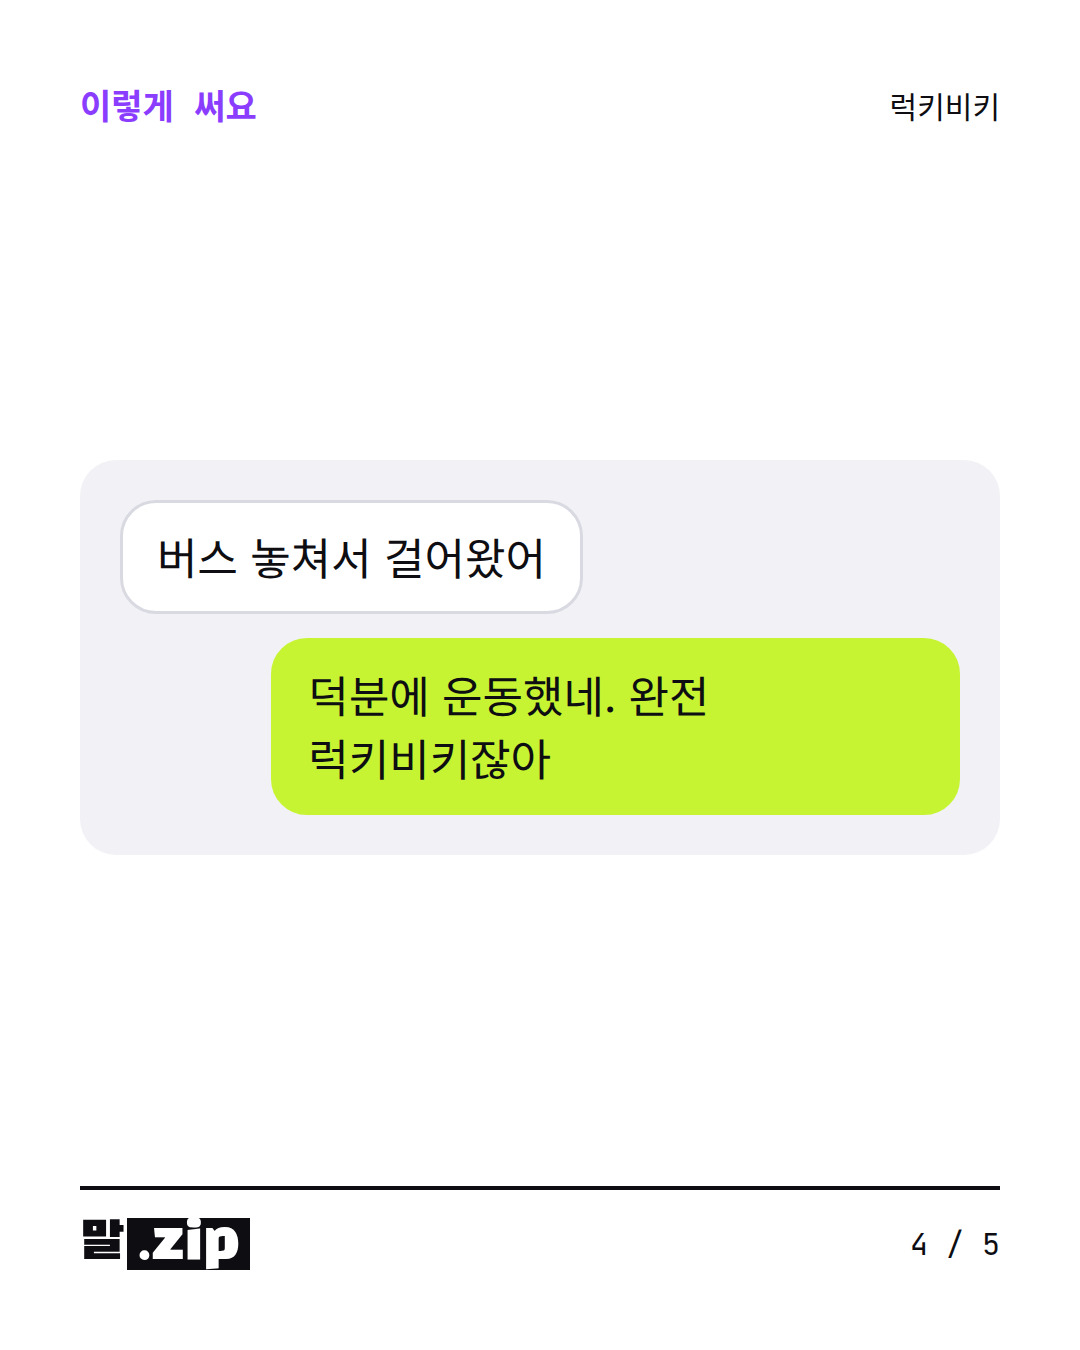 이렇게 써요
럭키비키
버스 놓쳐서 걸어왔어
덕분에 운동했네. 완전
럭키비키잖아
말.zip
4 / 5